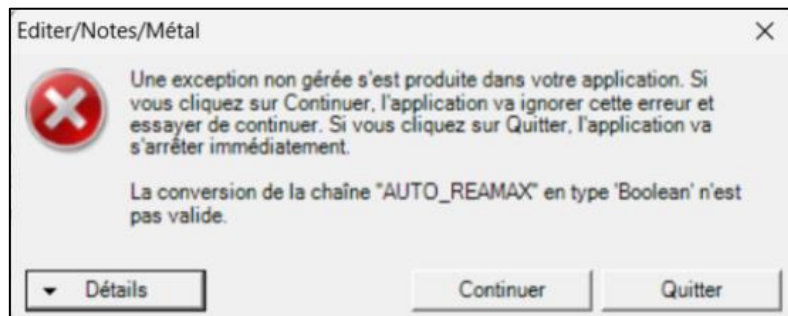 Editer/Notes/Métal
Une exception non gérée s'est produite dans votre application. Si
vous cliquez sur Continuer, l'application va ignorer cette erreur et
essayer de continuer. Si vous cliquez sur Quitter, l'application va
s'arrêter immédiatement.
La conversion de la chaîne "AUTO_REAMAX" en type 'Boolean' n'est
pas valide.
Détails
Continuer
Quitter